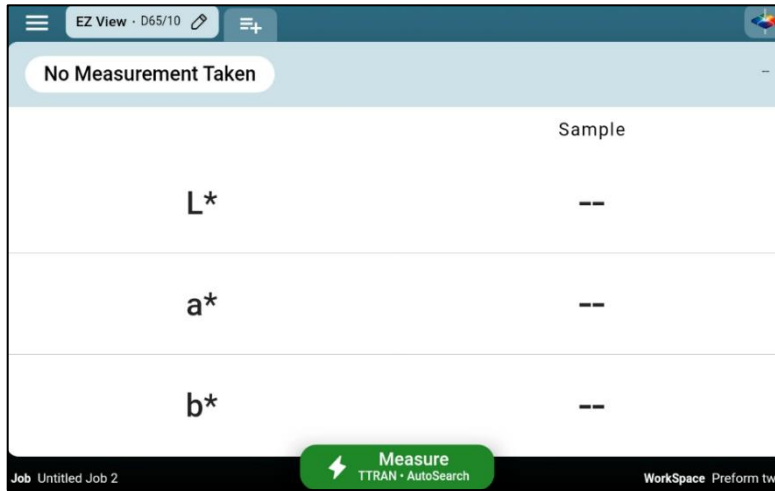 EZ View · D65/10
No Measurement Taken
--
Sample
L* --
a* --
b* --
Measure
TTRAN • AutoSearch
Job Untitled Job 2
WorkSpace Preform tw